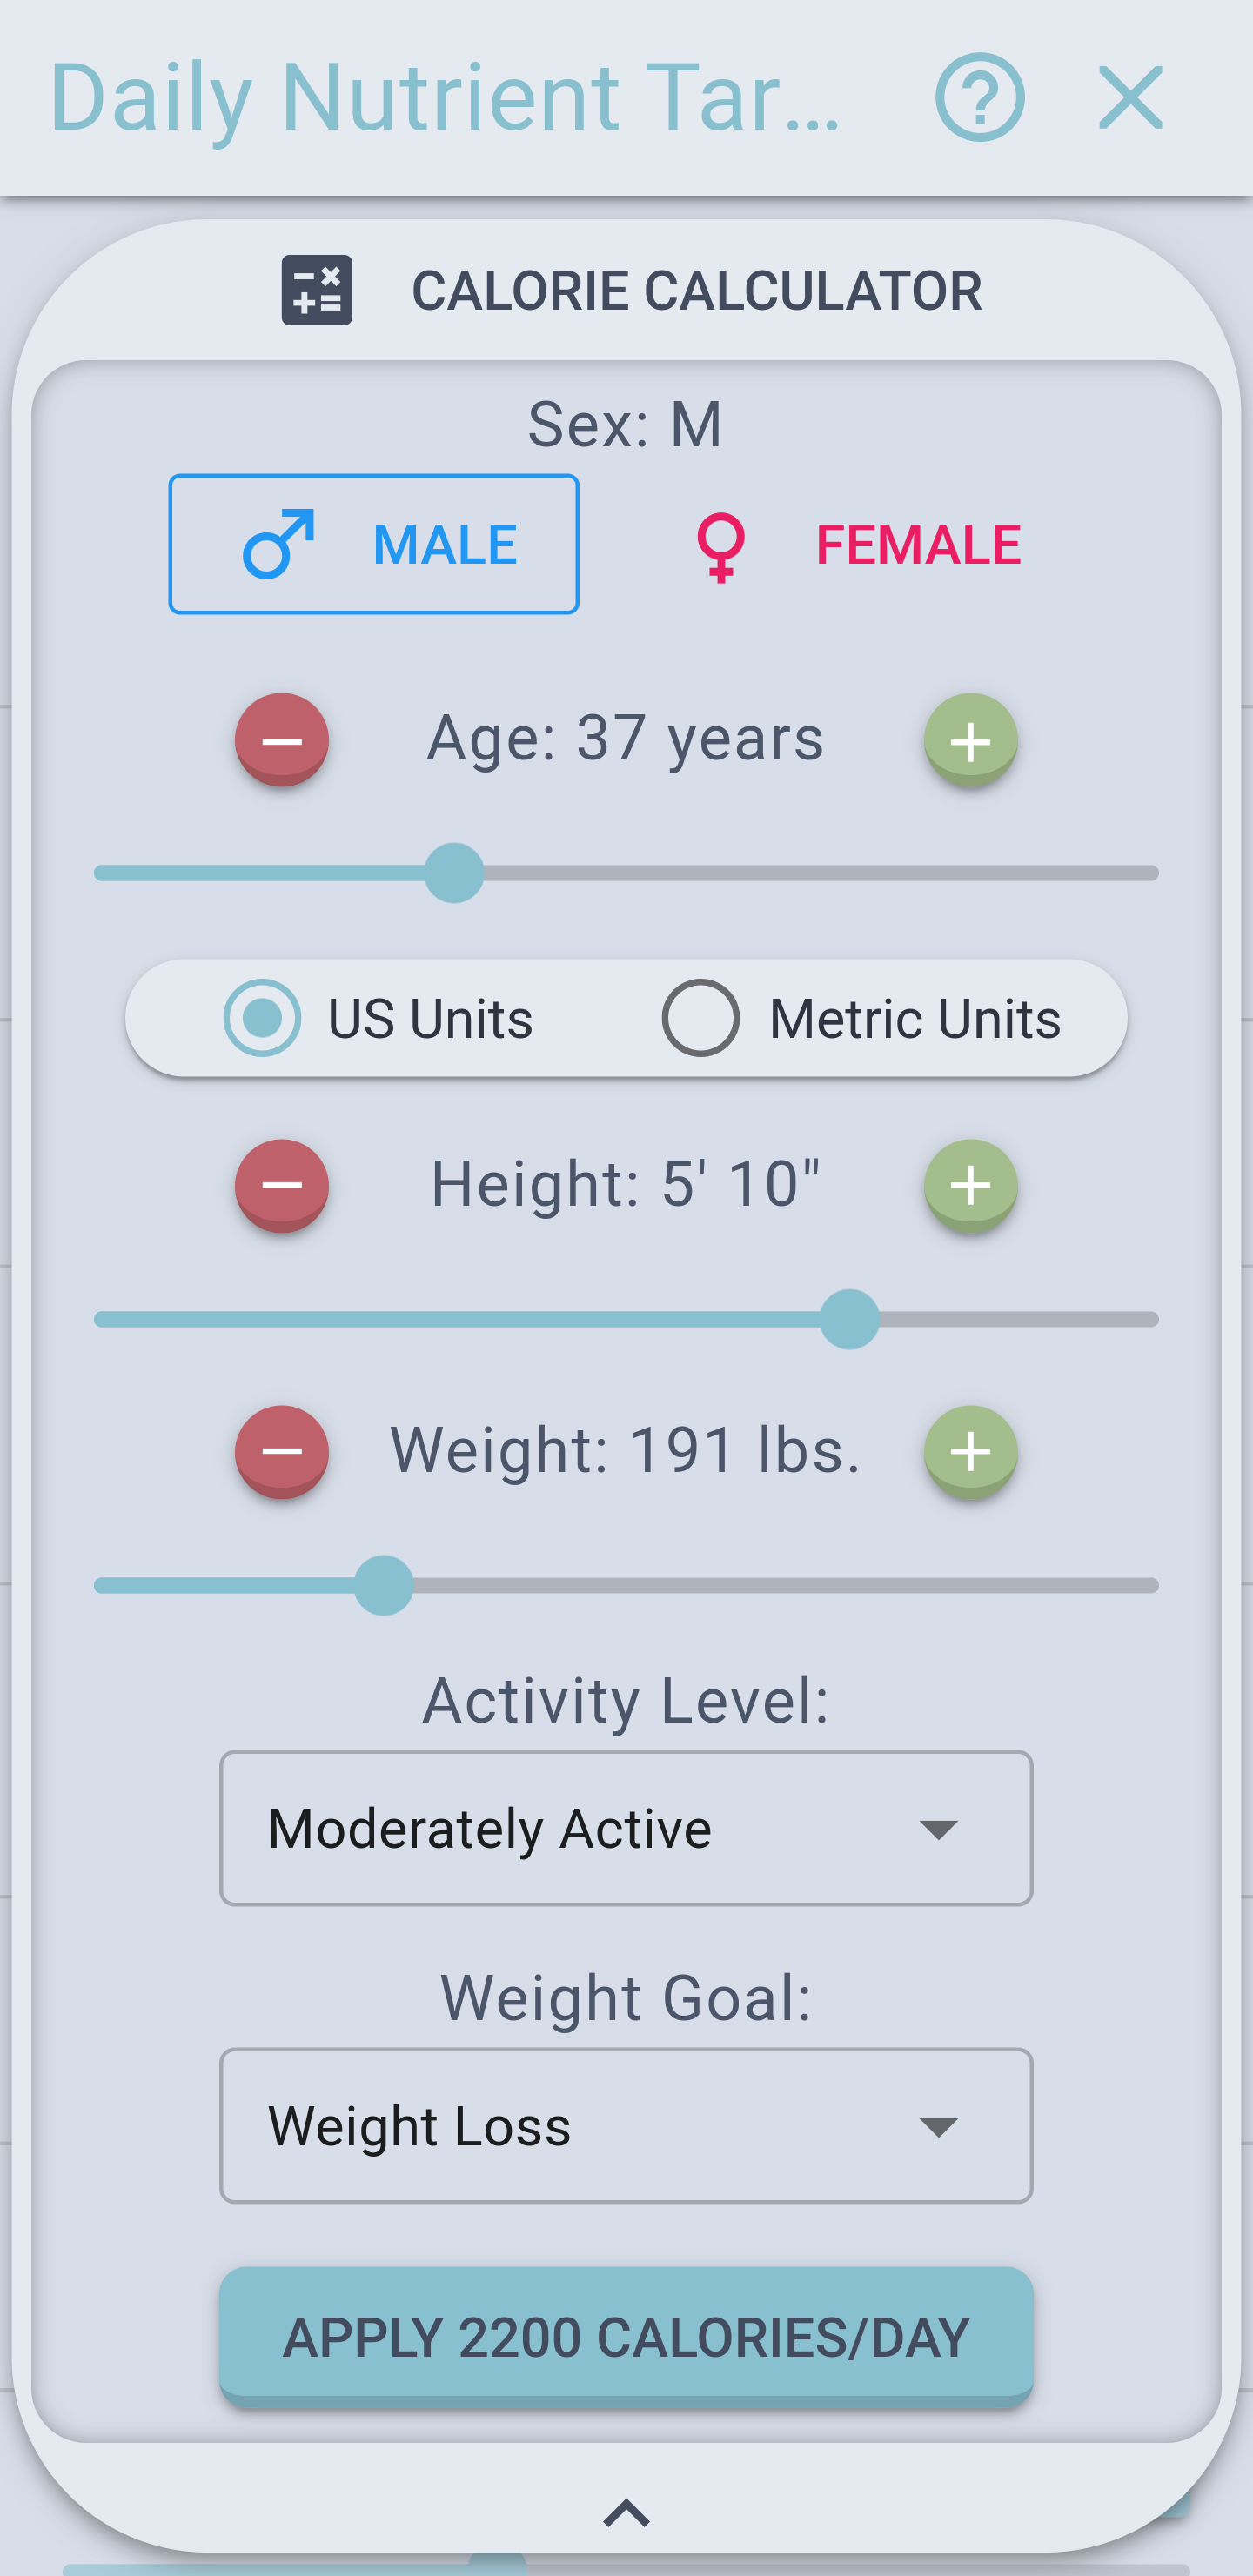 Daily Nutrient Tar...
CALORIE CALCULATOR
Sex: M
MALE FEMALE
Age: 37 years
US Units Metric Units
Height: 5' 10"
Weight: 191 lbs.
Activity Level:
Moderately Active
Weight Goal:
Weight Loss
APPLY 2200 CALORIES/DAY